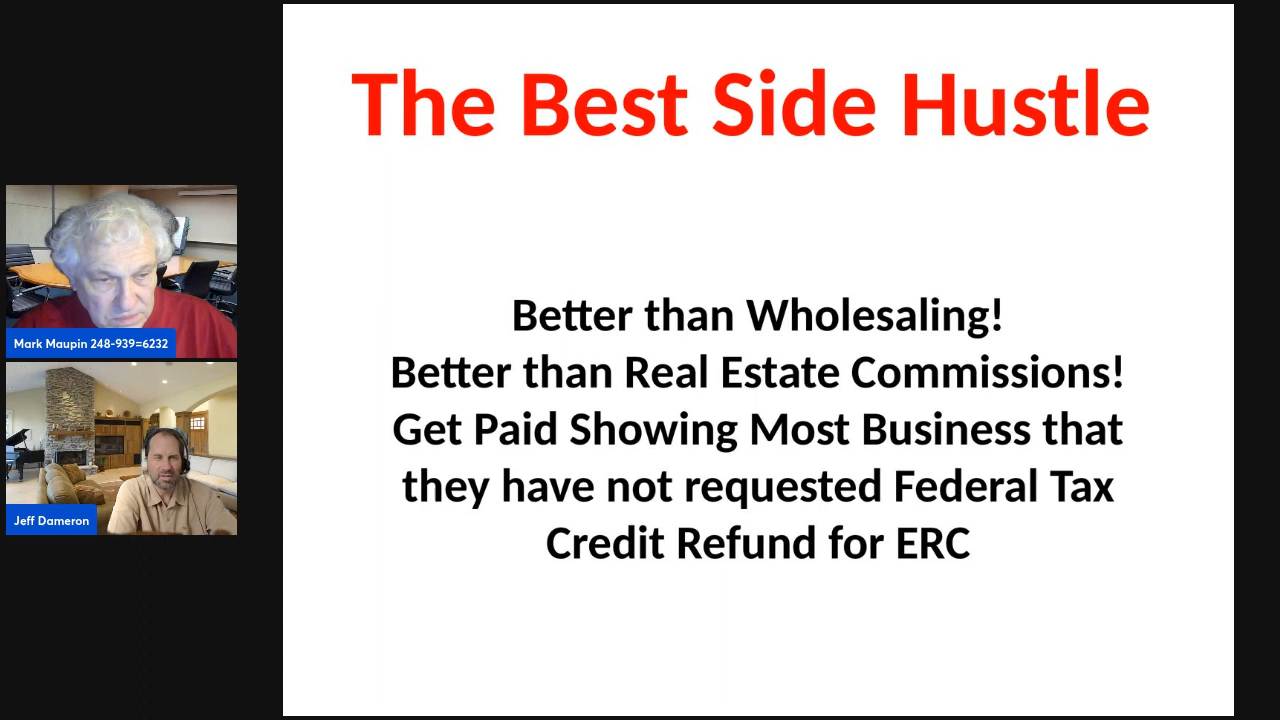 The Best Side Hustle
Better than Wholesaling!
Better than Real Estate Commissions!
Get Paid Showing Most Business that
they have not requested Federal Tax
Credit Refund for ERC
Mark Maupin 248-939=6232
Jeff Dameron